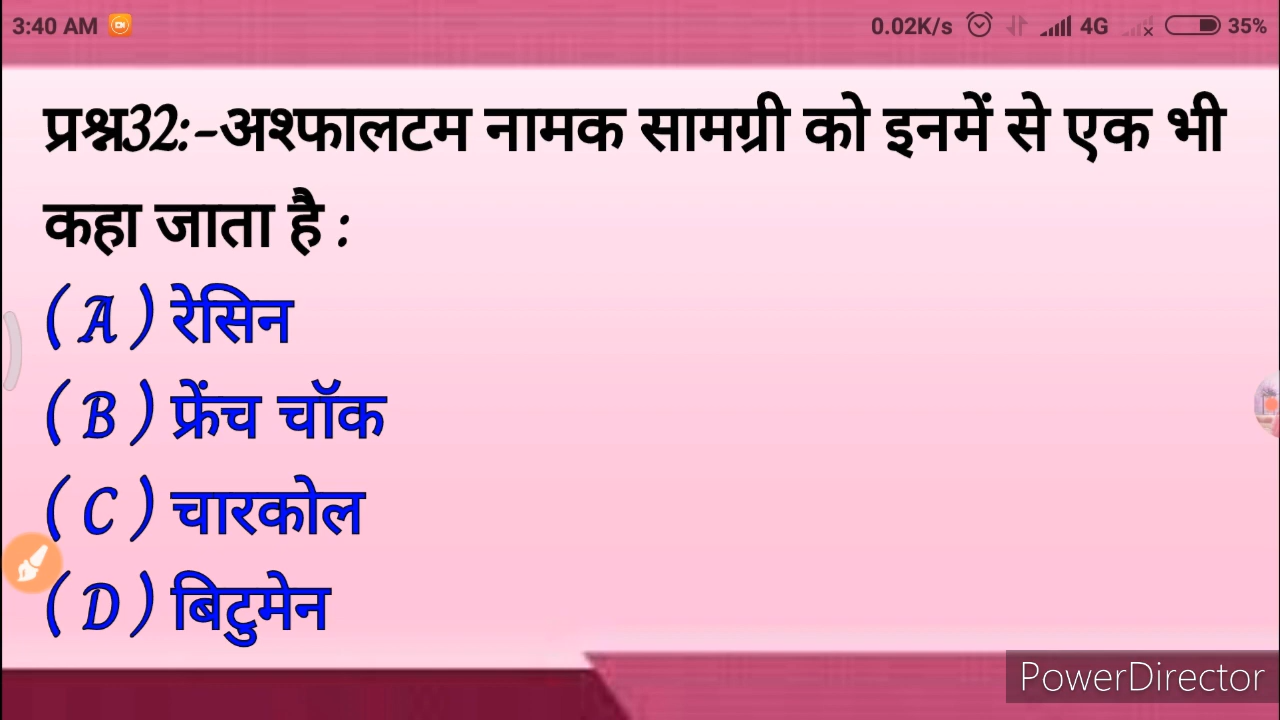 3:40 AM 0.02K/s 4G 35%
प्रश्न32:-अश्फालटम नामक सामग्री को इनमें से एक भी
कहा जाता है :
( A ) रेसिन
( B ) फ्रेंच चॉक
( C ) चारकोल
( D ) बिटुमेन
PowerDirector